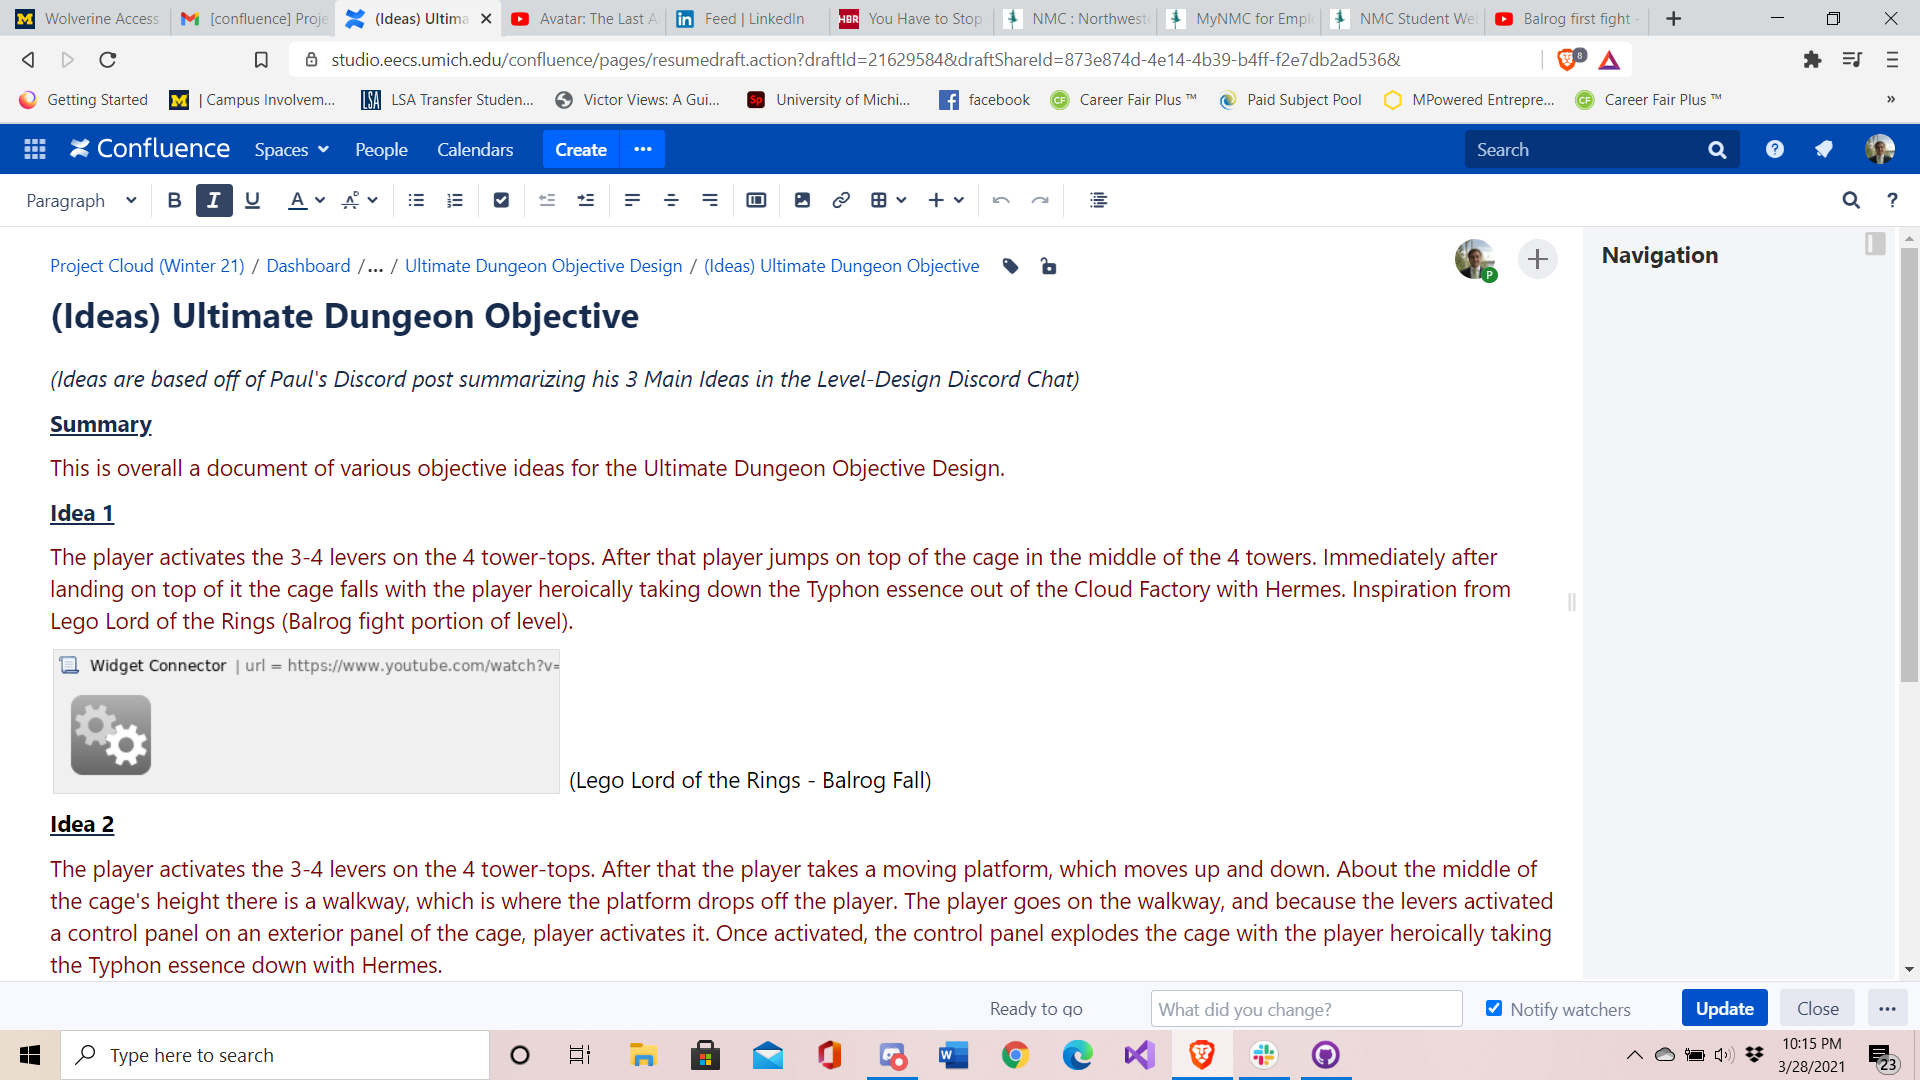 Wolverine Access
[confluence] Proje
(Ideas) Ultima
Avatar: The Last A
Feed | LinkedIn
HBR
You Have to Stop
NMC : Northweste
MyNMC for Empl
NMC Student Wel
Balrog first fight -
studio.eecs.umich.edu/confluence/pages/resumedraft.action?draftId=21629584&draftShareId=873e874d-4e14-4b39-b4ff-f2e7db2ad536&
8
Getting Started
| Campus Involvem...
LSA
LSA Transfer Studen...
Victor Views: A Gui...
Sp
University of Michi...
facebook
CF
Career Fair Plus ™
Paid Subject Pool
MPowered Entrepre...
CF
Career Fair Plus ™
»
Confluence
Spaces
People
Calendars
Create
Search
Paragraph
B I U A
Project Cloud (Winter 21) / Dashboard /... / Ultimate Dungeon Objective Design / (Ideas) Ultimate Dungeon Objective
P
Navigation
(Ideas) Ultimate Dungeon Objective
(Ideas are based off of Paul's Discord post summarizing his 3 Main Ideas in the Level-Design Discord Chat)
Summary
This is overall a document of various objective ideas for the Ultimate Dungeon Objective Design.
Idea 1
The player activates the 3-4 levers on the 4 tower-tops. After that player jumps on top of the cage in the middle of the 4 towers. Immediately after
landing on top of it the cage falls with the player heroically taking down the Typhon essence out of the Cloud Factory with Hermes. Inspiration from
Lego Lord of the Rings (Balrog fight portion of level).
Widget Connector | url = https://www.youtube.com/watch?v=
(Lego Lord of the Rings - Balrog Fall)
Idea 2
The player activates the 3-4 levers on the 4 tower-tops. After that the player takes a moving platform, which moves up and down. About the middle of
the cage's height there is a walkway, which is where the platform drops off the player. The player goes on the walkway, and because the levers activated
a control panel on an exterior panel of the cage, player activates it. Once activated, the control panel explodes the cage with the player heroically taking
the Typhon essence down with Hermes.
Ready to go
What did you change?
Notify watchers
Update
Close
Type here to search
10:15 PM
3/28/2021
23